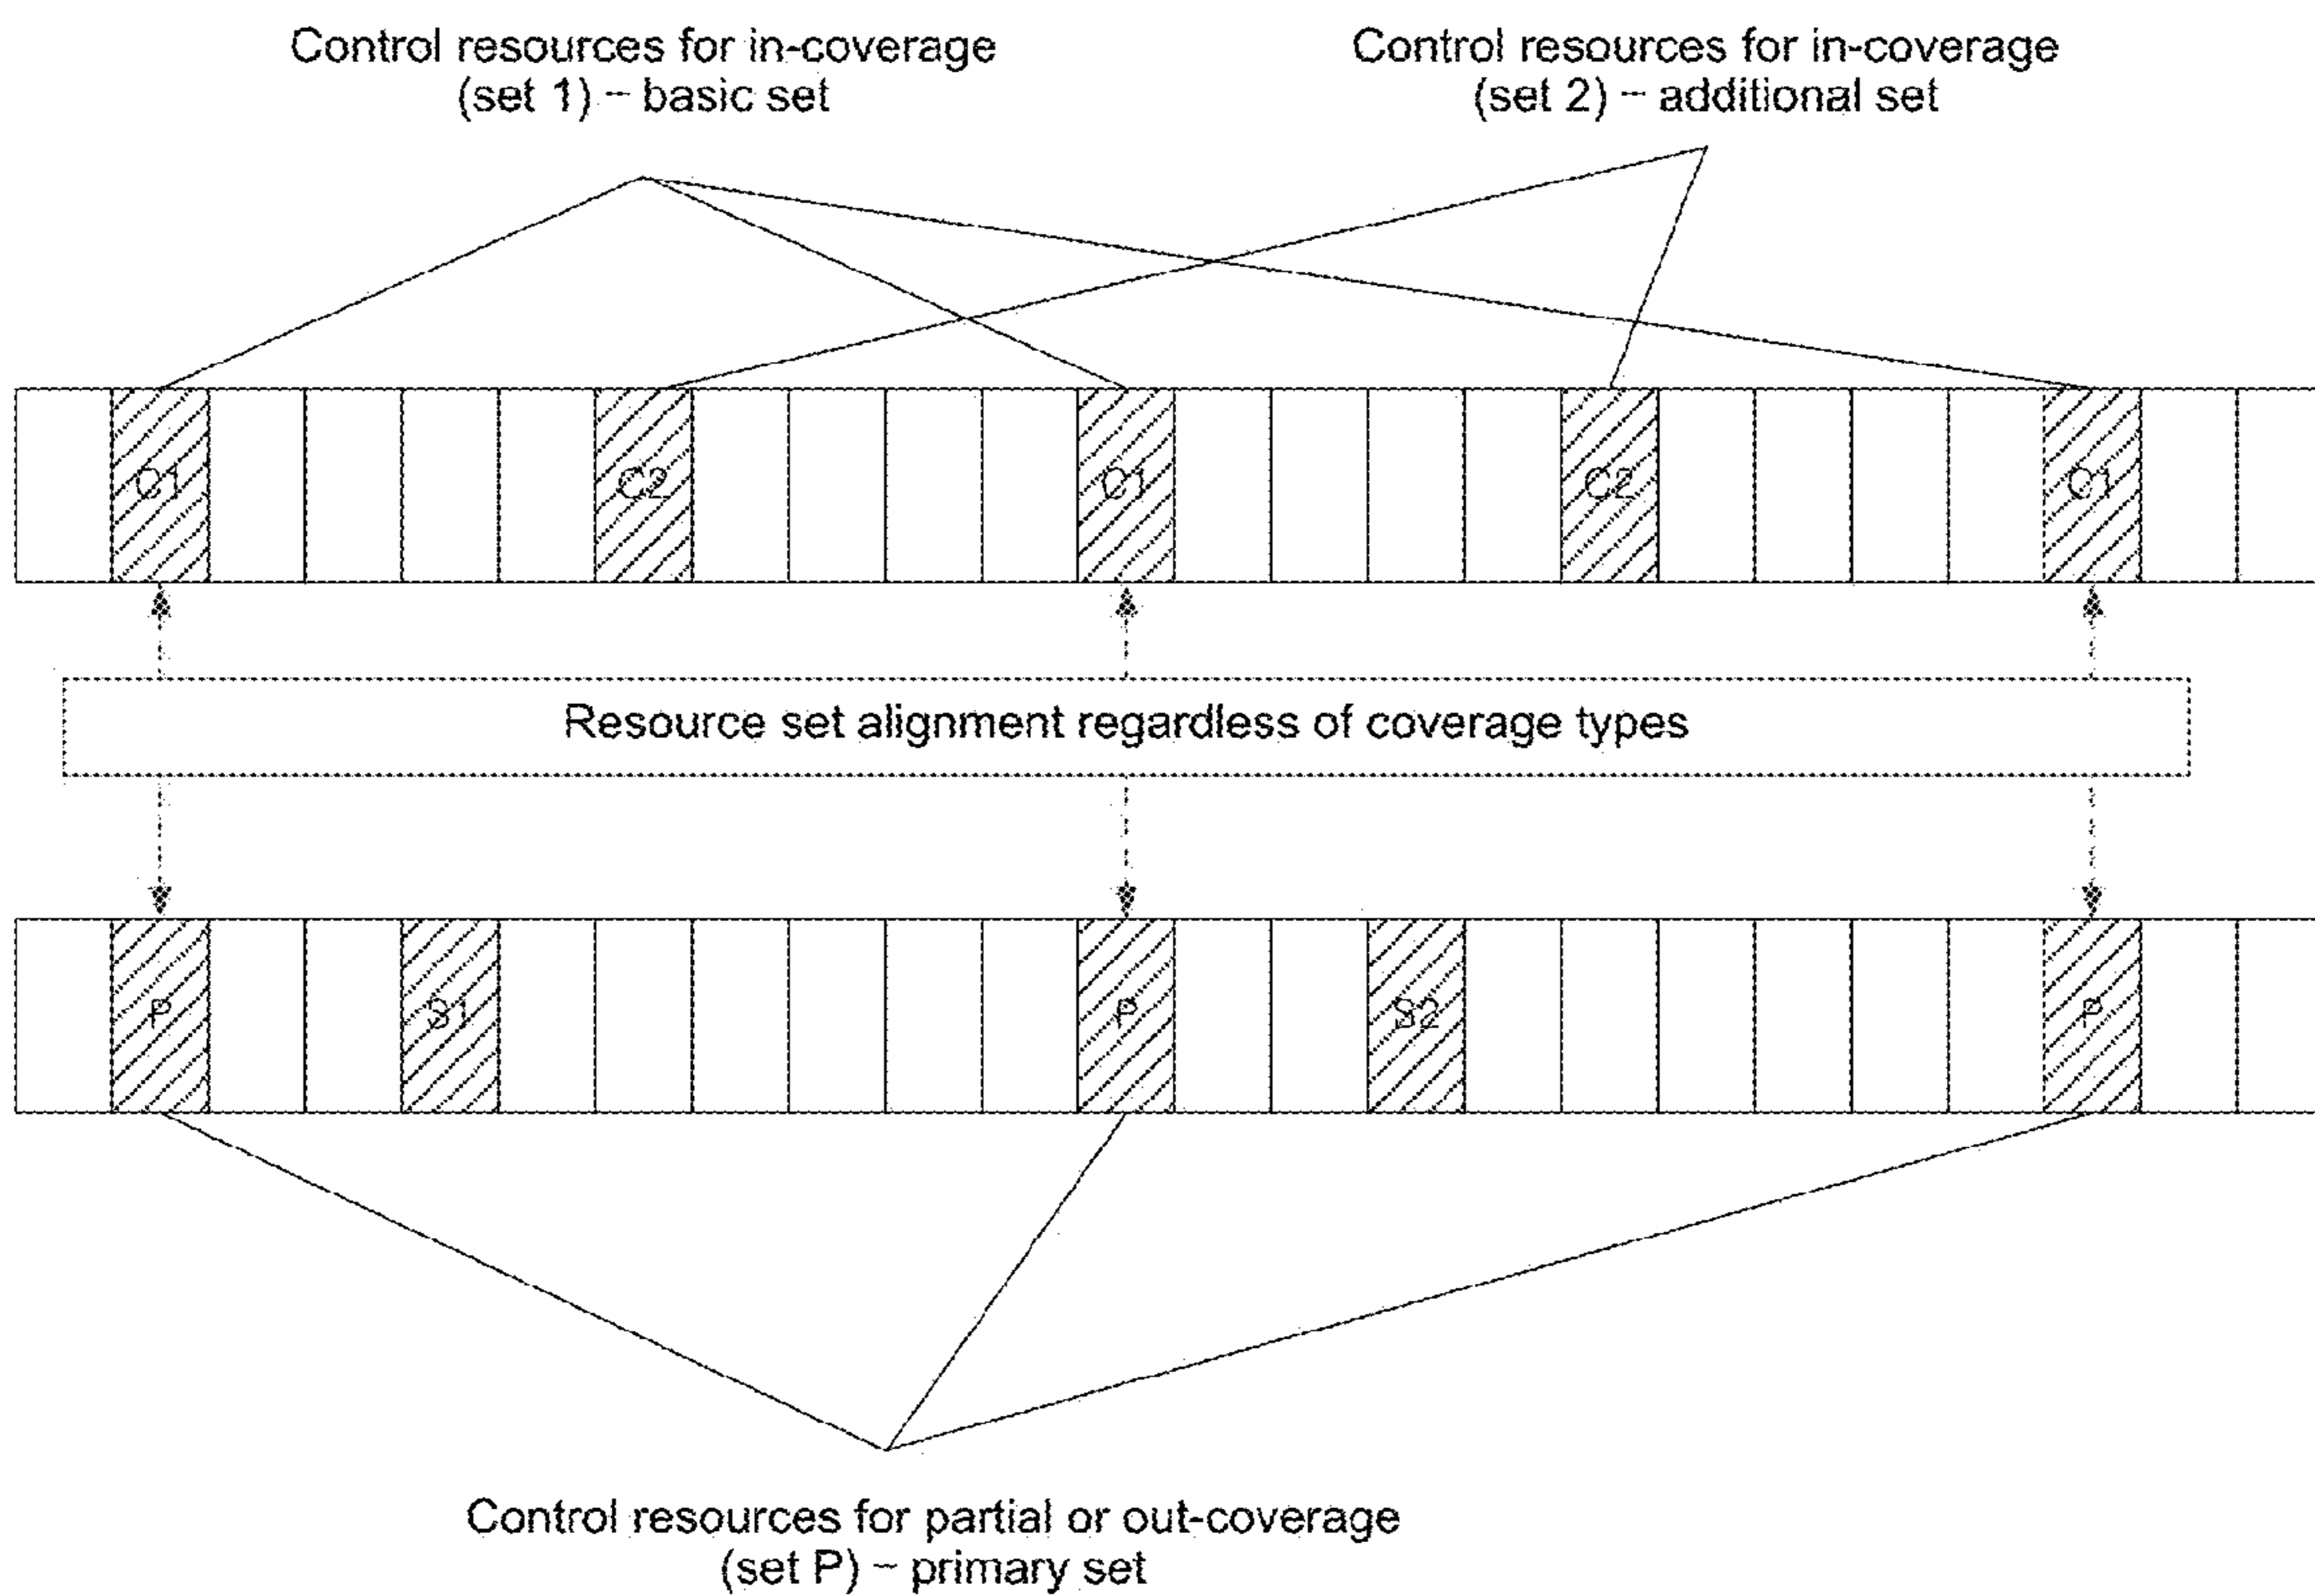 Control resources for in-coverage
(set 1) – basic set
Control resources for in-coverage
(set 2) – additional set
C1 C2 C1 C2 C1
Resource set alignment regardless of coverage types
P S1 P S2 P
Control resources for partial or out-coverage
(set P) – primary set